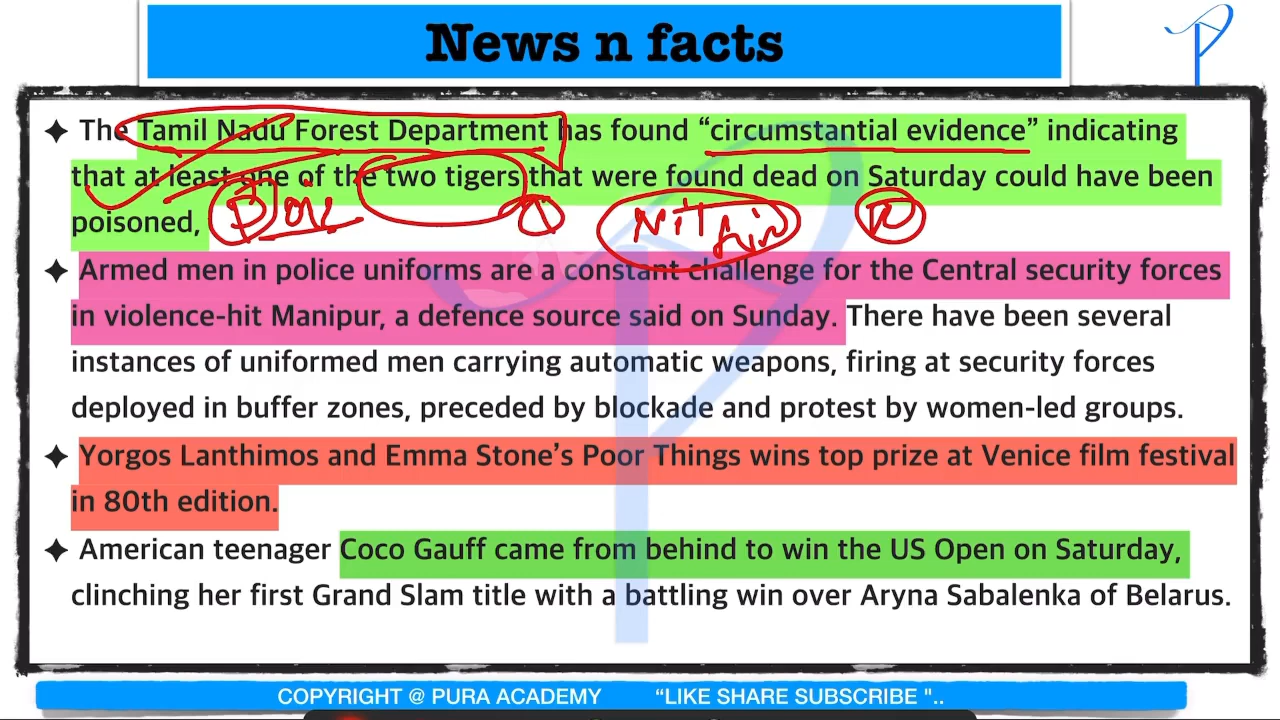 News n facts
✦ The Tamil Nadu Forest Department has found “circumstantial evidence” indicating
that at least one of the two tigers that were found dead on Saturday could have been
poisoned,
✦ Armed men in police uniforms are a constant challenge for the Central security forces
in violence-hit Manipur, a defence source said on Sunday. There have been several
instances of uniformed men carrying automatic weapons, firing at security forces
deployed in buffer zones, preceded by blockade and protest by women-led groups.
✦ Yorgos Lanthimos and Emma Stone’s Poor Things wins top prize at Venice film festival
in 80th edition.
✦ American teenager Coco Gauff came from behind to win the US Open on Saturday,
clinching her first Grand Slam title with a battling win over Aryna Sabalenka of Belarus.
COPYRIGHT @ PURA ACADEMY “LIKE SHARE SUBSCRIBE "..